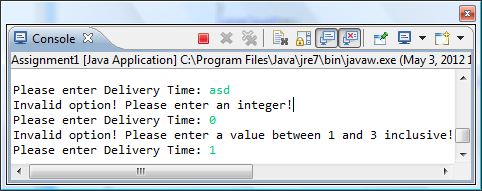 Console
Assignment1 [Java Application] C:\Program Files\Java\jre7\bin\javaw.exe (May 3, 2012 1
Please enter Delivery Time: asd
Invalid option! Please enter an integer!
Please enter Delivery Time: 0
Invalid option! Please enter a value between 1 and 3 inclusive!
Please enter Delivery Time: 1